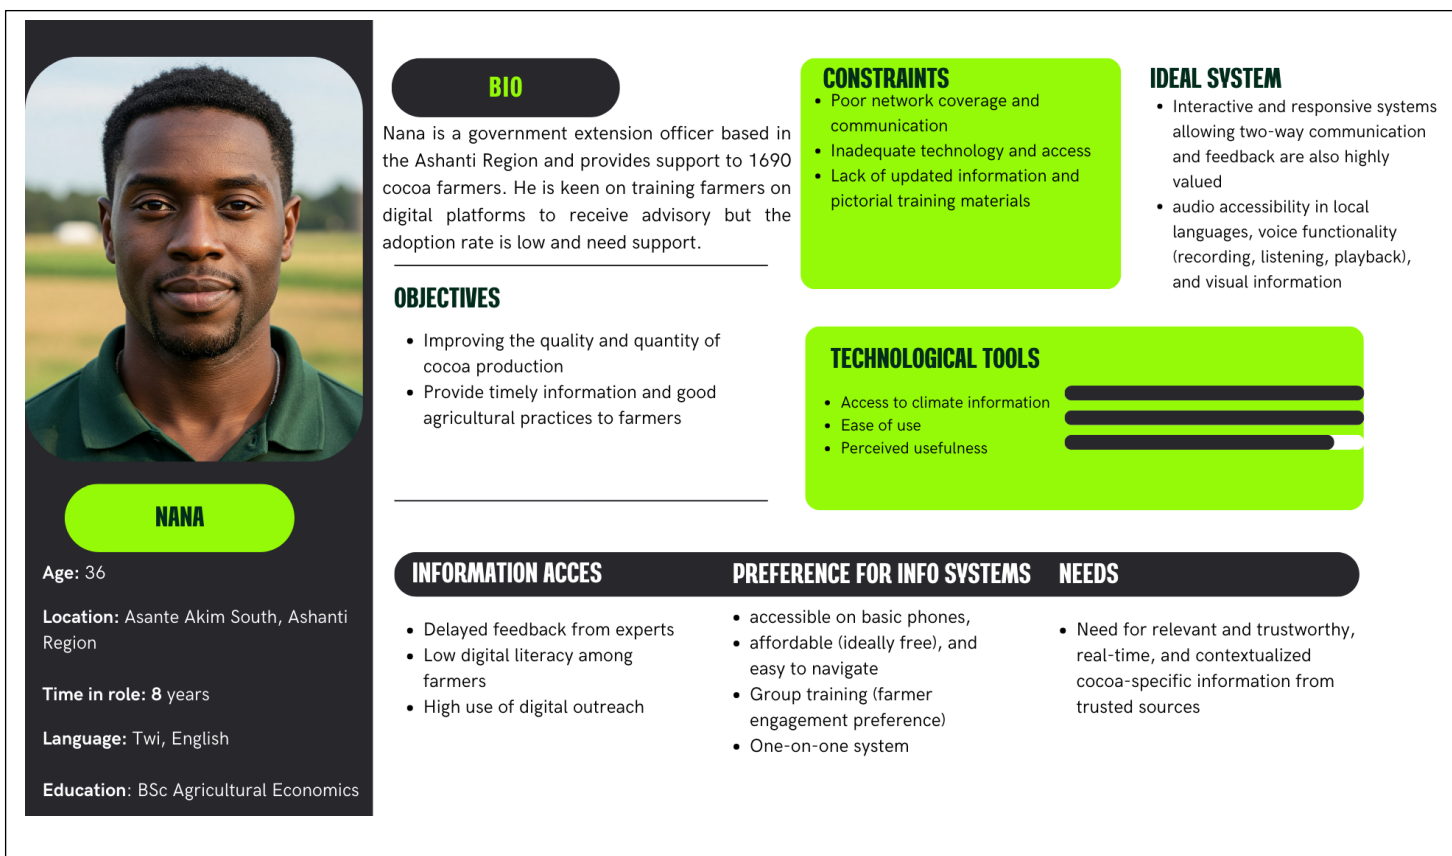 NANA
Age: 36
Location: Asante Akim South, Ashanti
Region
Time in role: 8 years
Language: Twi, English
Education: BSc Agricultural Economics
BIO
Nana is a government extension officer based in
the Ashanti Region and provides support to 1690
cocoa farmers. He is keen on training farmers on
digital platforms to receive advisory but the
adoption rate is low and need support.
OBJECTIVES
• Improving the quality and quantity of
cocoa production
• Provide timely information and good
agricultural practices to farmers
CONSTRAINTS
• Poor network coverage and
communication
• Inadequate technology and access
• Lack of updated information and
pictorial training materials
IDEAL SYSTEM
• Interactive and responsive systems
allowing two-way communication
and feedback are also highly
valued
• audio accessibility in local
languages, voice functionality
(recording, listening, playback),
and visual information
TECHNOLOGICAL TOOLS
• Access to climate information
• Ease of use
• Perceived usefulness
INFORMATION ACCES
• Delayed feedback from experts
• Low digital literacy among
farmers
• High use of digital outreach
PREFERENCE FOR INFO SYSTEMS
• accessible on basic phones,
• affordable (ideally free), and
easy to navigate
• Group training (farmer
engagement preference)
• One-on-one system
NEEDS
• Need for relevant and trustworthy,
real-time, and contextualized
cocoa-specific information from
trusted sources